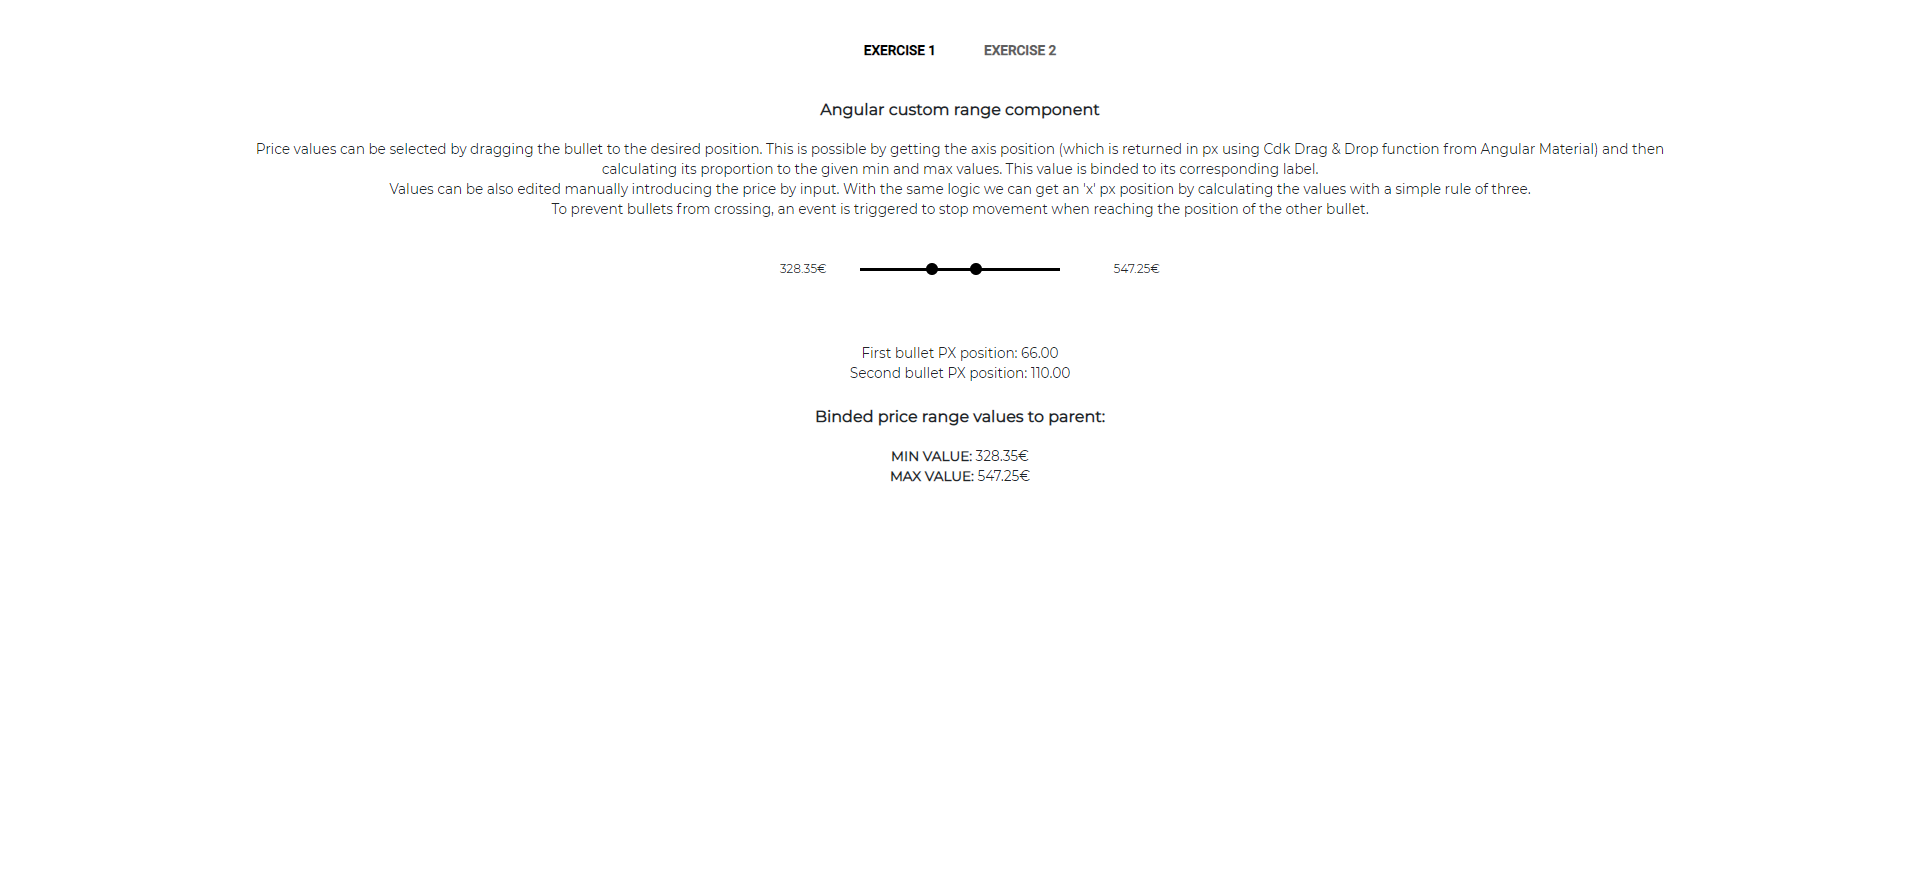 EXERCISE 1 EXERCISE 2
Angular custom range component
Price values can be selected by dragging the bullet to the desired position. This is possible by getting the axis position (which is returned in px using Cdk Drag & Drop function from Angular Material) and then
calculating its proportion to the given min and max values. This value is binded to its corresponding label.
Values can be also edited manually introducing the price by input. With the same logic we can get an 'x' px position by calculating the values with a simple rule of three.
To prevent bullets from crossing, an event is triggered to stop movement when reaching the position of the other bullet.
328.35€ 547.25€
First bullet PX position: 66.00
Second bullet PX position: 110.00
Binded price range values to parent:
MIN VALUE: 328.35€
MAX VALUE: 547.25€